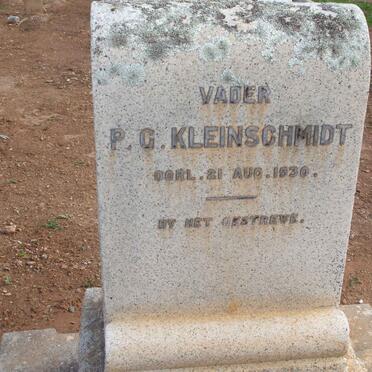 VADER
P. G. KLEINSCHMIDT
OORL. 21 AUG. 1930.
HY HET GESTREWE.